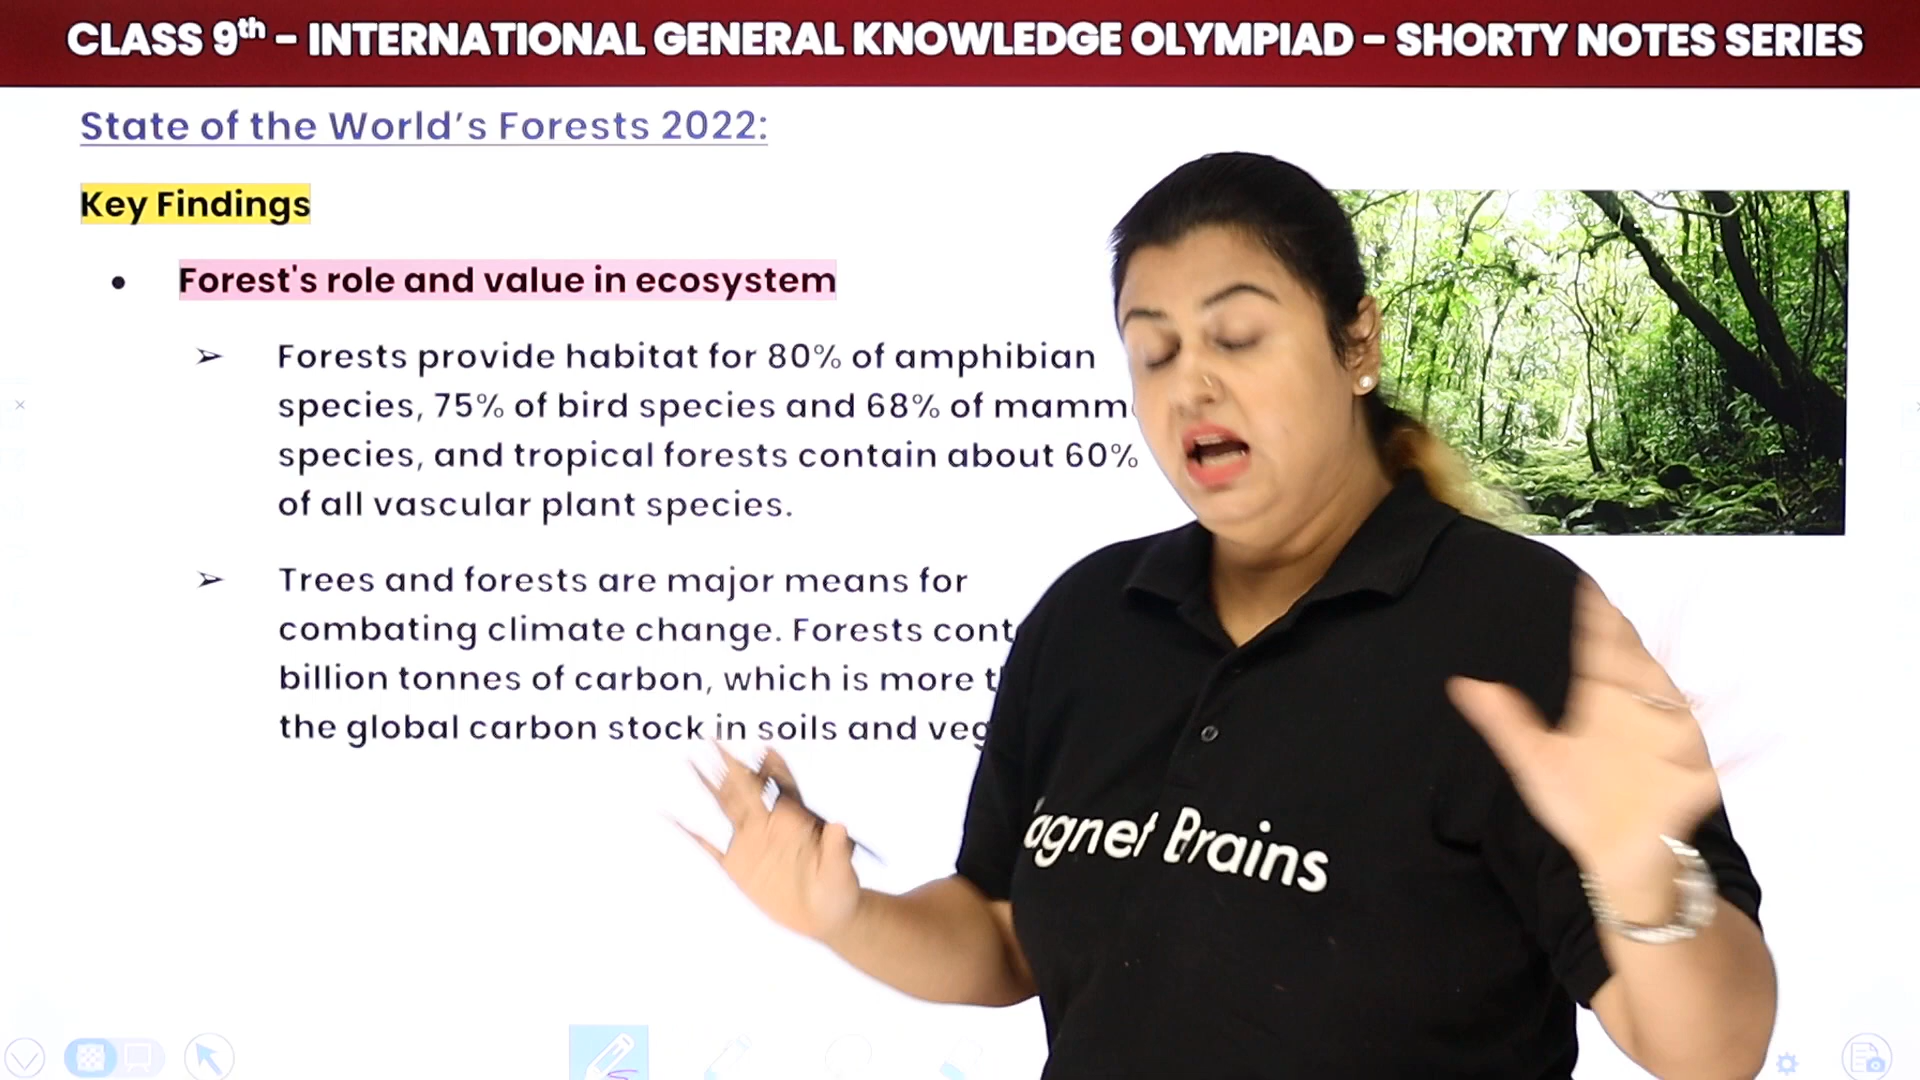 CLASS 9th - INTERNATIONAL GENERAL KNOWLEDGE OLYMPIAD - SHORTY NOTES SERIES
State of the World's Forests 2022:
Key Findings
• Forest's role and value in ecosystem
➢ Forests provide habitat for 80% of amphibian
species, 75% of bird species and 68% of
species, and tropical forests contain about 60%
of all vascular plant species.
➢ Trees and forests are major means for
combating climate change. Forests
billion tonnes of carbon, which is more
the global carbon stock in soils and
Brains